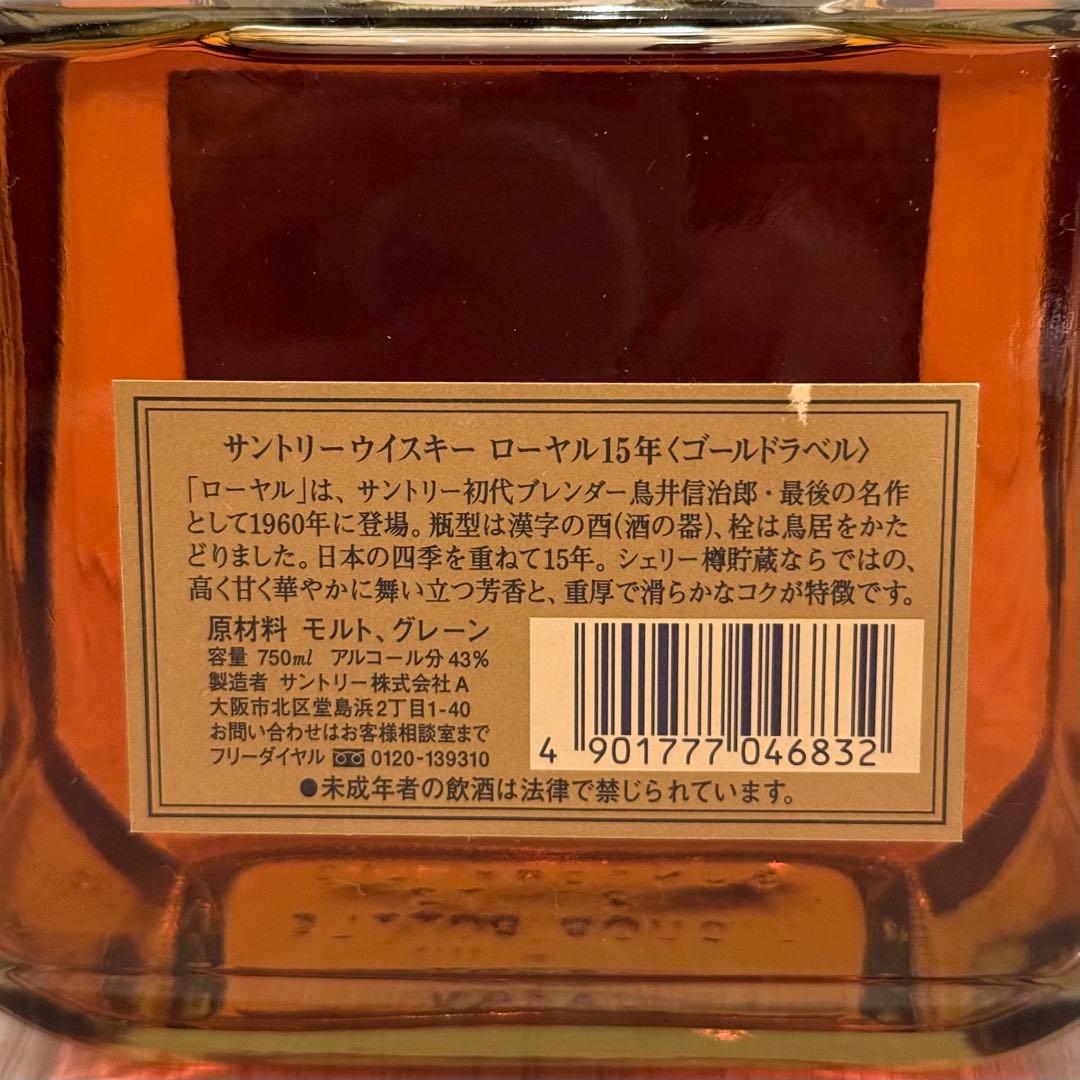 サントリーウイスキー ローヤル15年〈ゴールドラベル〉
「ローヤル」は、サントリー初代ブレンダー鳥井信治郎・最後の名作
として1960年に登場。瓶型は漢字の酉(酒の器)、栓は鳥居をかた
どりました。日本の四季を重ねて15年。シェリー樽貯蔵ならではの、
高く甘く華やかに舞い立つ芳香と、重厚で滑らかなコクが特徴です。
原材料 モルト、グレーン
容量 750ml アルコール分43%
製造者 サントリー株式会社A
大阪市北区堂島浜2丁目1-40
お問い合わせはお客様相談室まで
フリーダイヤル 0120-139310
4 901777 046832
●未成年者の飲酒は法律で禁じられています。